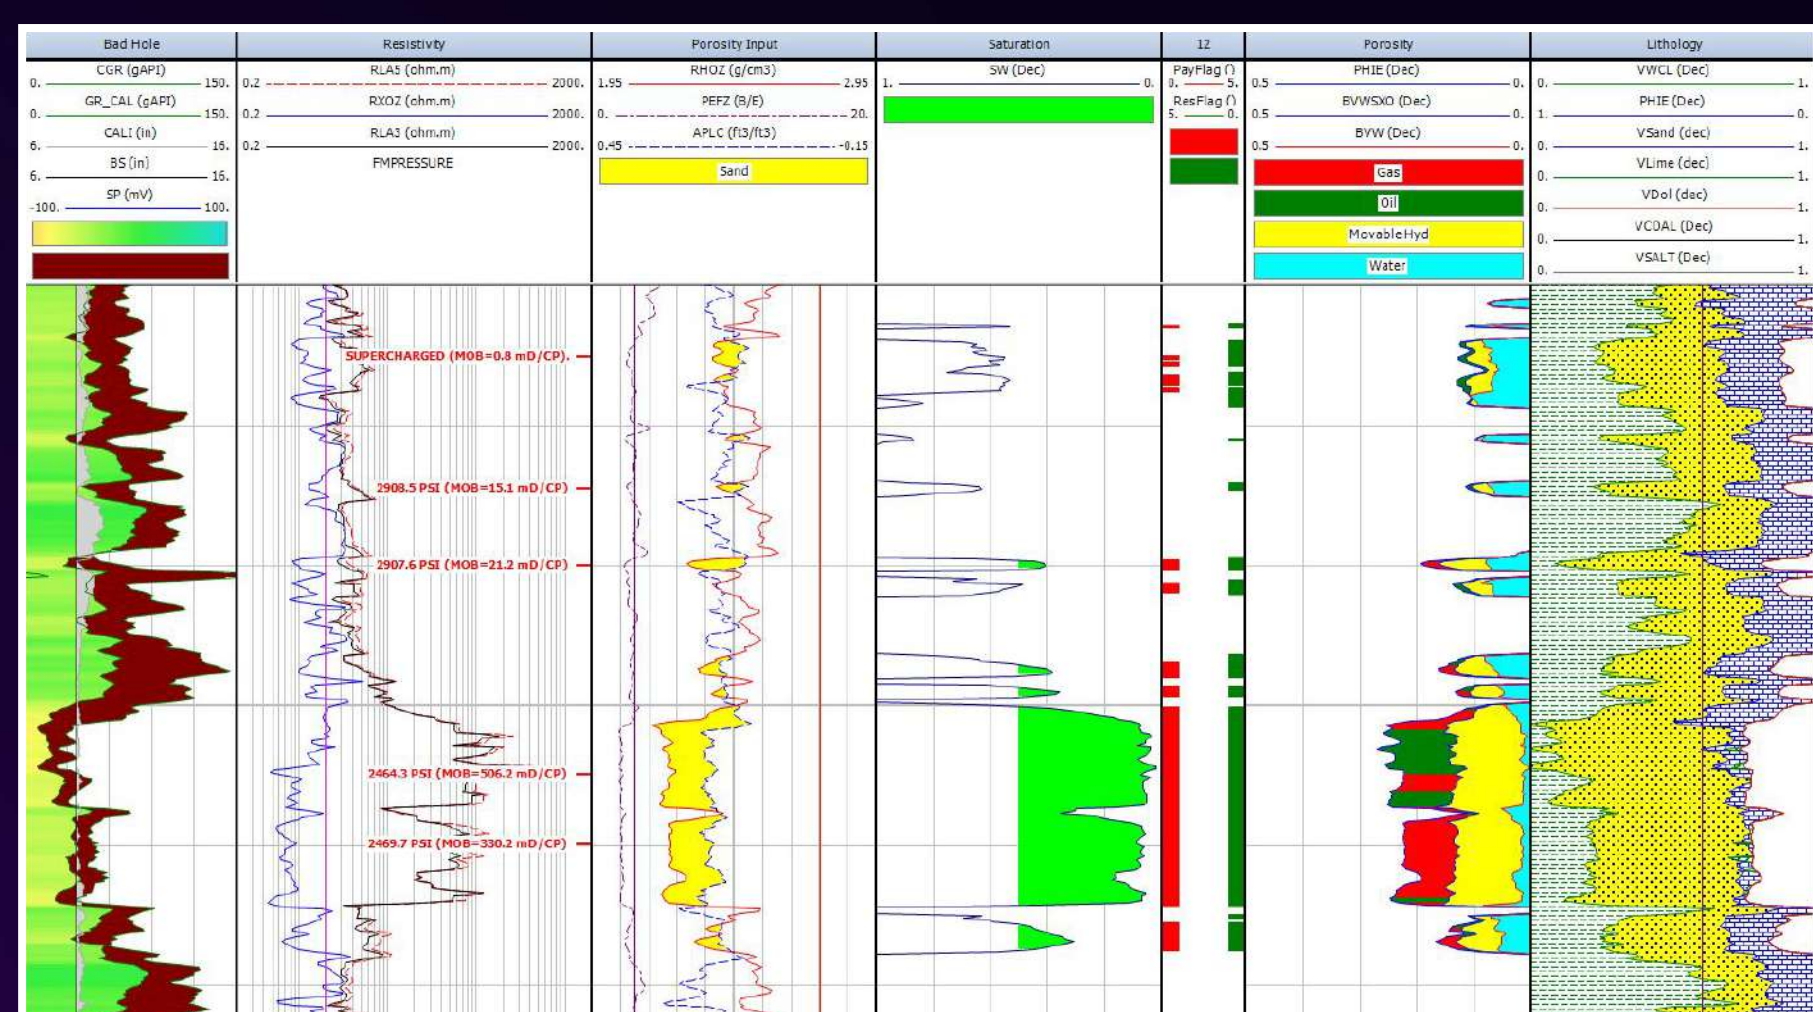 Bad Hole
CGR (gAPI)
0. 150.
GR_CAL (gAPI)
0. 150.
CALI (in)
6. 16.
BS (in)
6. 16.
SP (mV)
-100. 100.
Resistivity
RLA5 (ohm.m)
0.2 2000.
RXOZ (ohm.m)
0.2 2000.
RLA3 (ohm.m)
0.2 2000.
FMPRESSURE
Porosity Input
RHOZ (g/cm3)
1.95 2.95
PEFZ (B/E)
0. 20.
APLC (ft3/ft3)
0.45 -0.15
Sand
Saturation
SW (Dec)
1. 0.
12
PayFlag ()
0. 5.
ResFlag ()
5. 0.
Porosity
PHIE (Dec)
0.5 0.
BVWSXO (Dec)
0.5 0.
BVW (Dec)
0.5 0.
Gas
Oil
MovableHyd
Water
Lithology
VWCL (Dec)
0. 1.
PHIE (Dec)
1. 0.
VSand (dec)
0. 1.
VLime (dec)
0. 1.
VDol (dec)
0. 1.
VCOAL (Dec)
0. 1.
VSALT (Dec)
0. 1.
SUPERCHARGED (MOB=0.8 mD/CP).
2908.5 PSI (MOB=15.1 mD/CP)
2907.6 PSI (MOB=21.2 mD/CP)
2464.3 PSI (MOB=506.2 mD/CP)
2469.7 PSI (MOB=330.2 mD/CP)